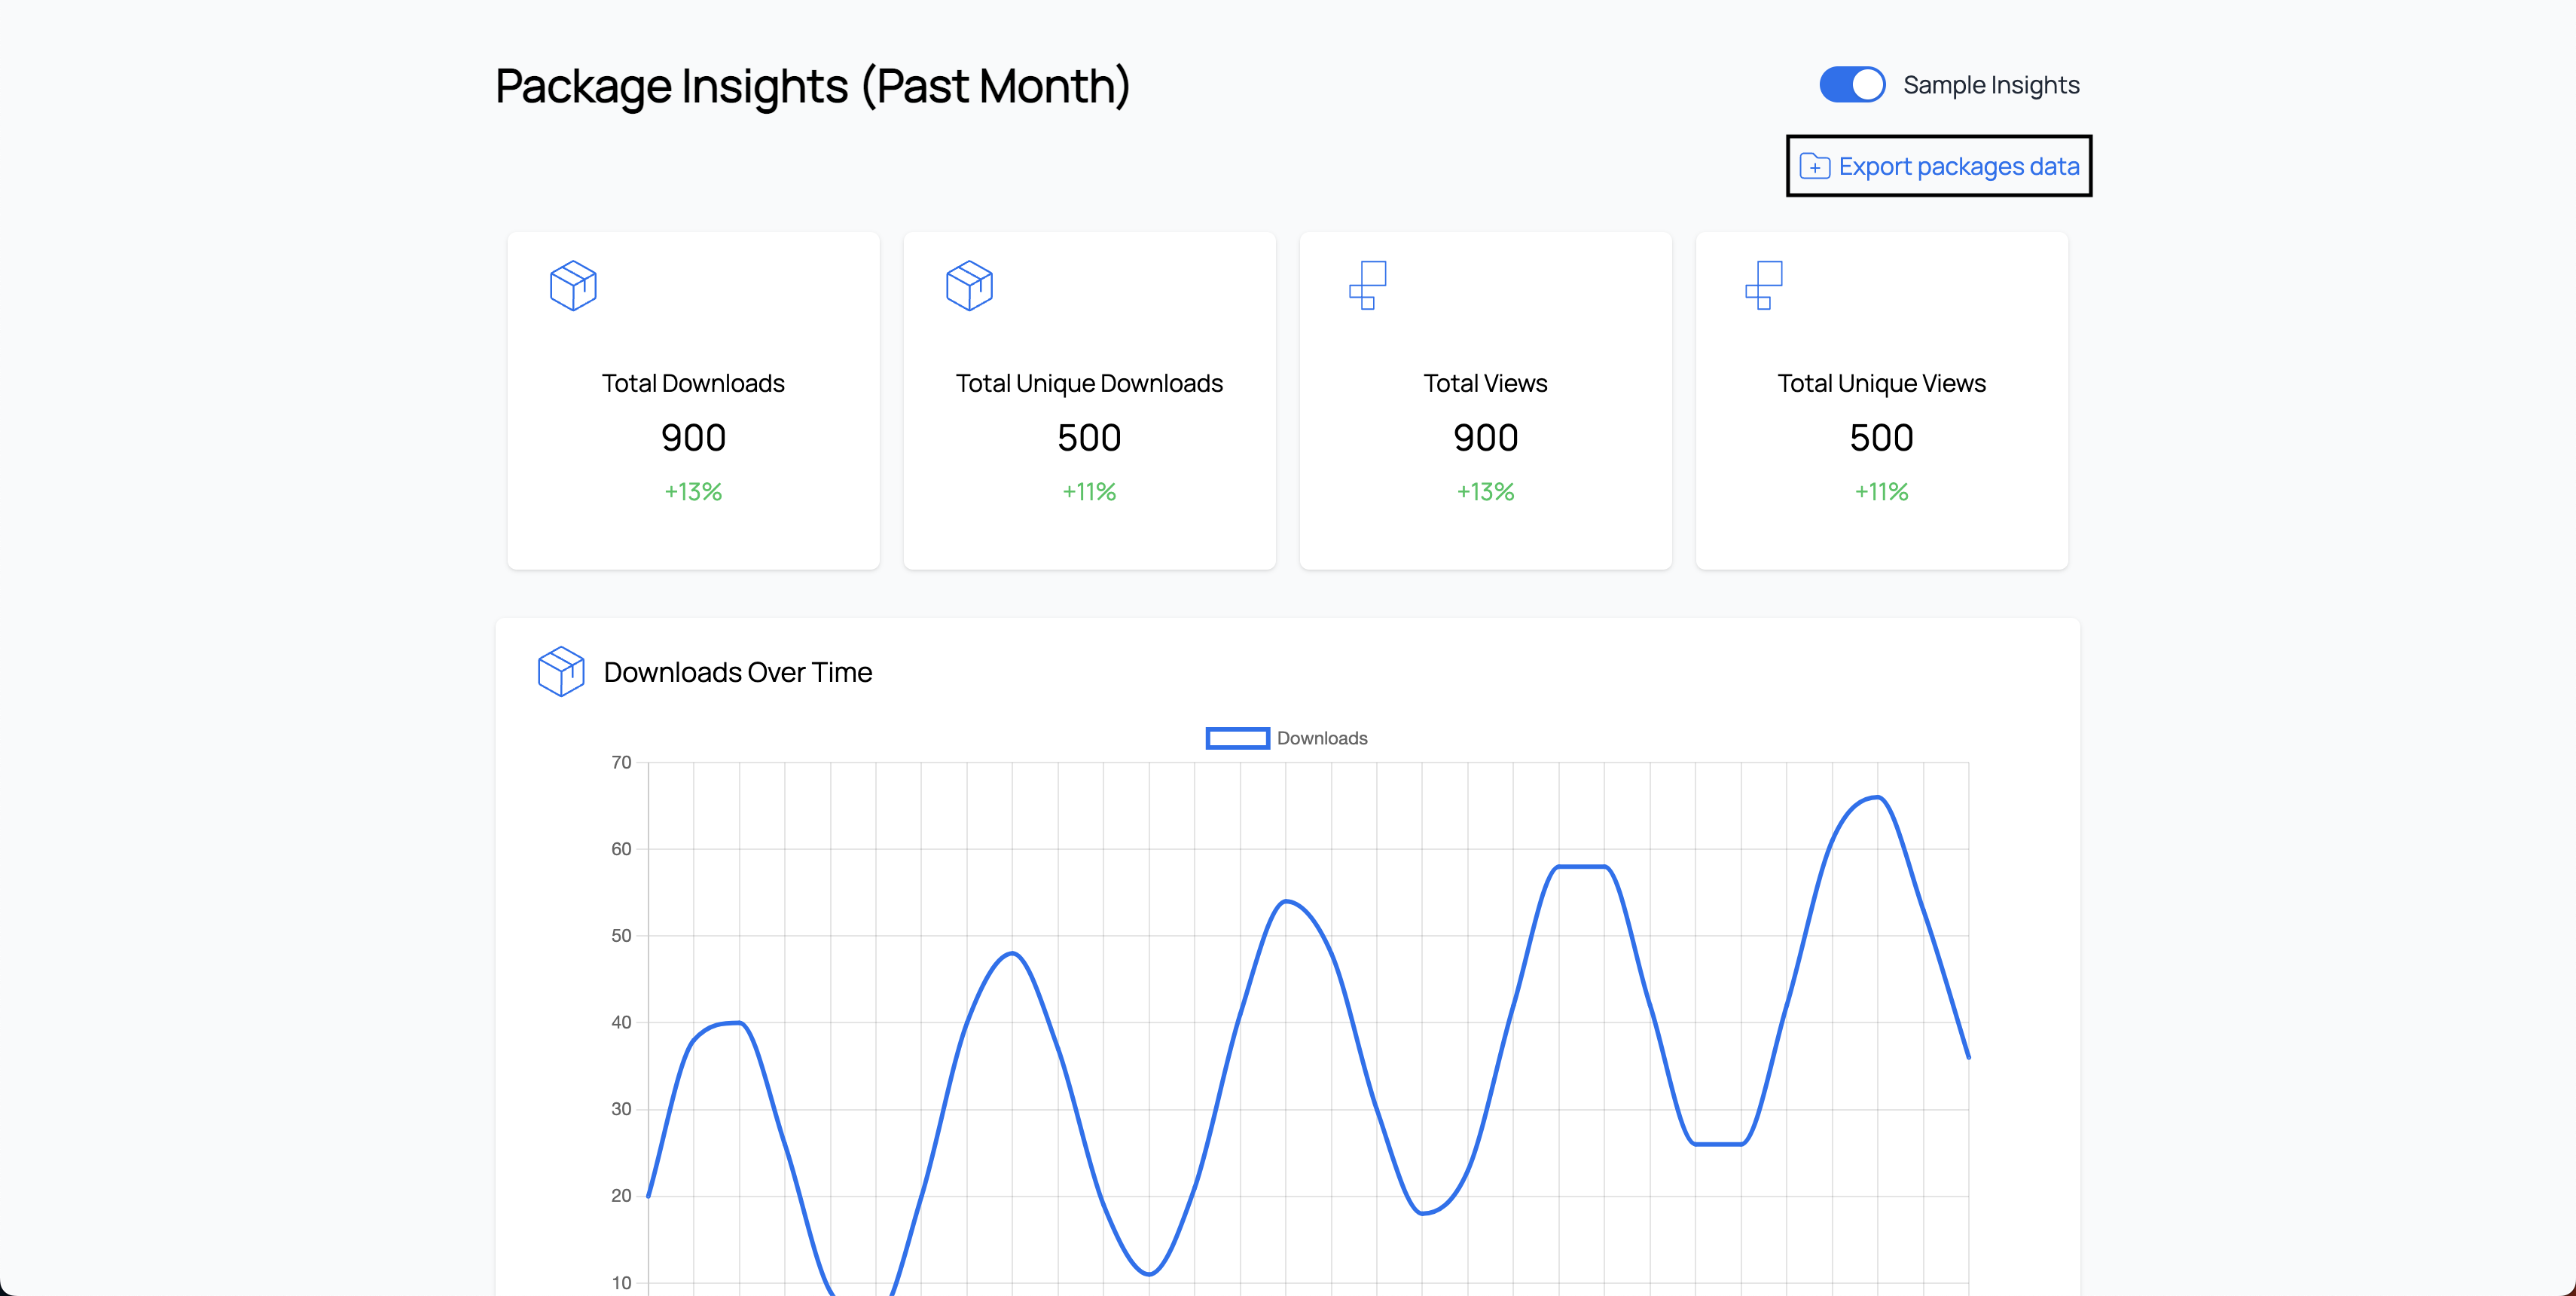 Package Insights (Past Month)
Sample Insights
Export packages data
Total Downloads
900
+13%
Total Unique Downloads
500
+11%
Total Views
900
+13%
Total Unique Views
500
+11%
Downloads Over Time
Downloads
70
60
50
40
30
20
10